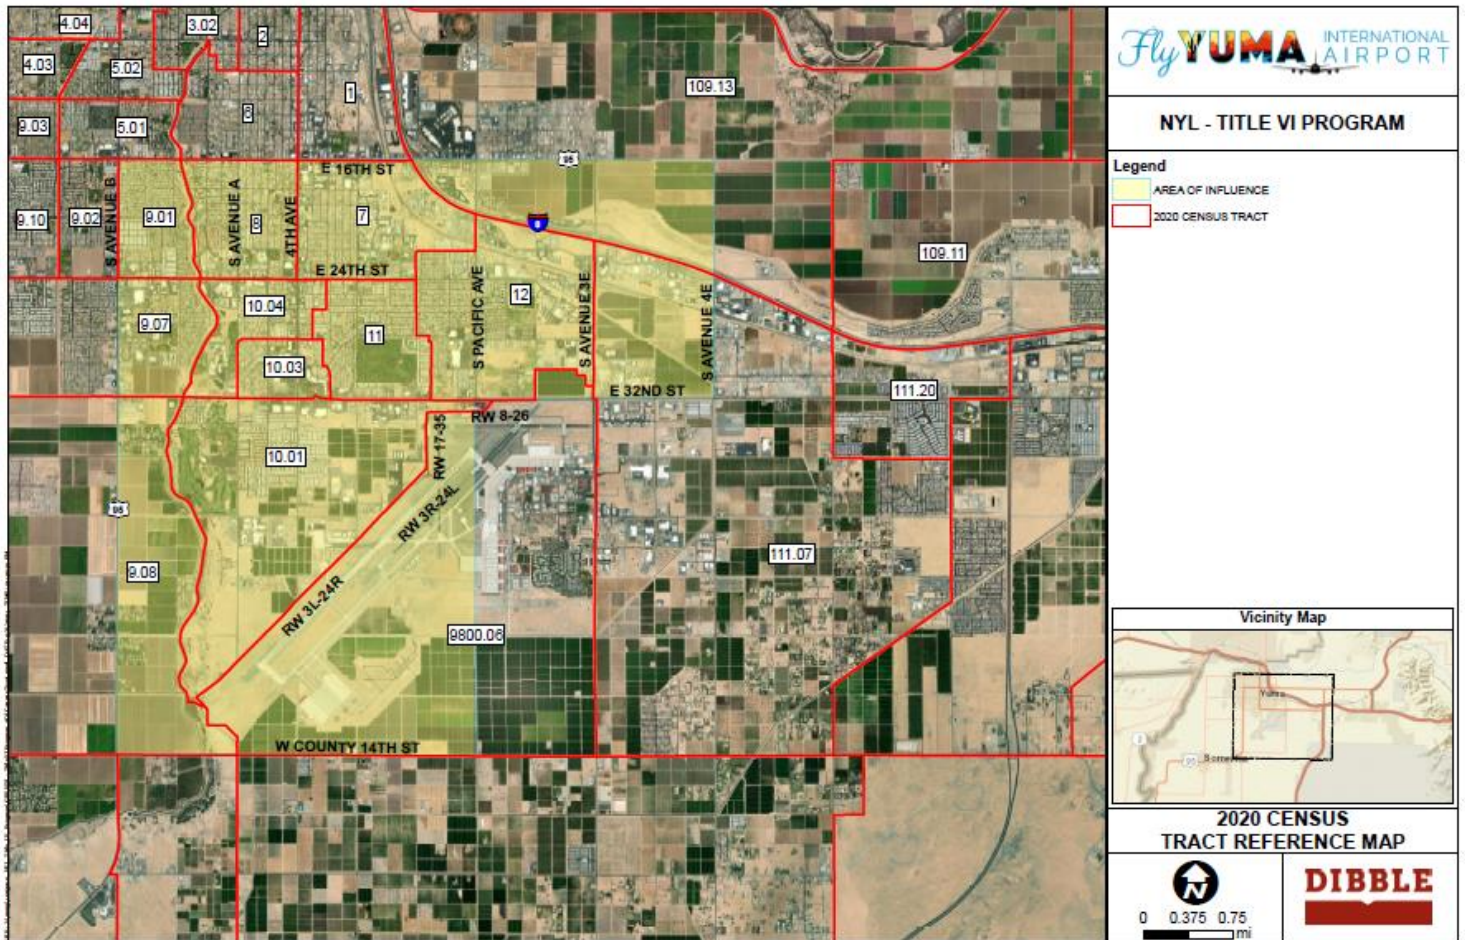 4.04
3.02
2
4.03
5.02
1
109.13
9.03
5.01
6
E 16TH ST
95
9.10
9.02
S AVENUE B
9.01
S AVENUE A
8
4TH AVE
7
8
109.11
E 24TH ST
S PACIFIC AVE
12
S AVENUE 3E
S AVENUE 4E
10.04
9.07
11
10.03
E 32ND ST
111.20
RW 8-26
10.01
RW 17-35
RW 3R-24L
95
9.08
111.07
RW 3L-24R
9800.06
W COUNTY 14TH ST
Fly YUMA INTERNATIONAL AIRPORT
NYL - TITLE VI PROGRAM
Legend
AREA OF INFLUENCE
2020 CENSUS TRACT
Vicinity Map
Yuma
95
Somerton
2020 CENSUS
TRACT REFERENCE MAP
N
0 0.375 0.75
mi
DIBBLE